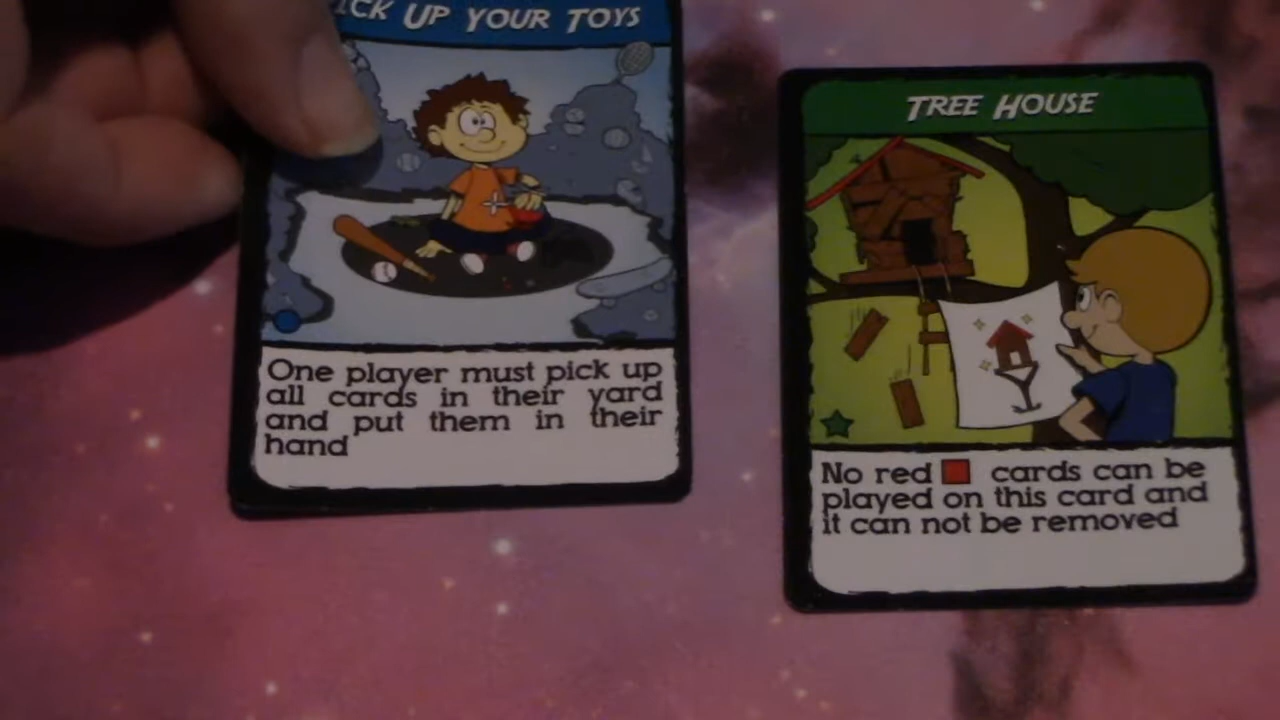 UP YOUR TOYS
One player must pick up
all cards in their yard
and put them in their
hand
TREE HOUSE
No red cards can be
played on this card and
it can not be removed